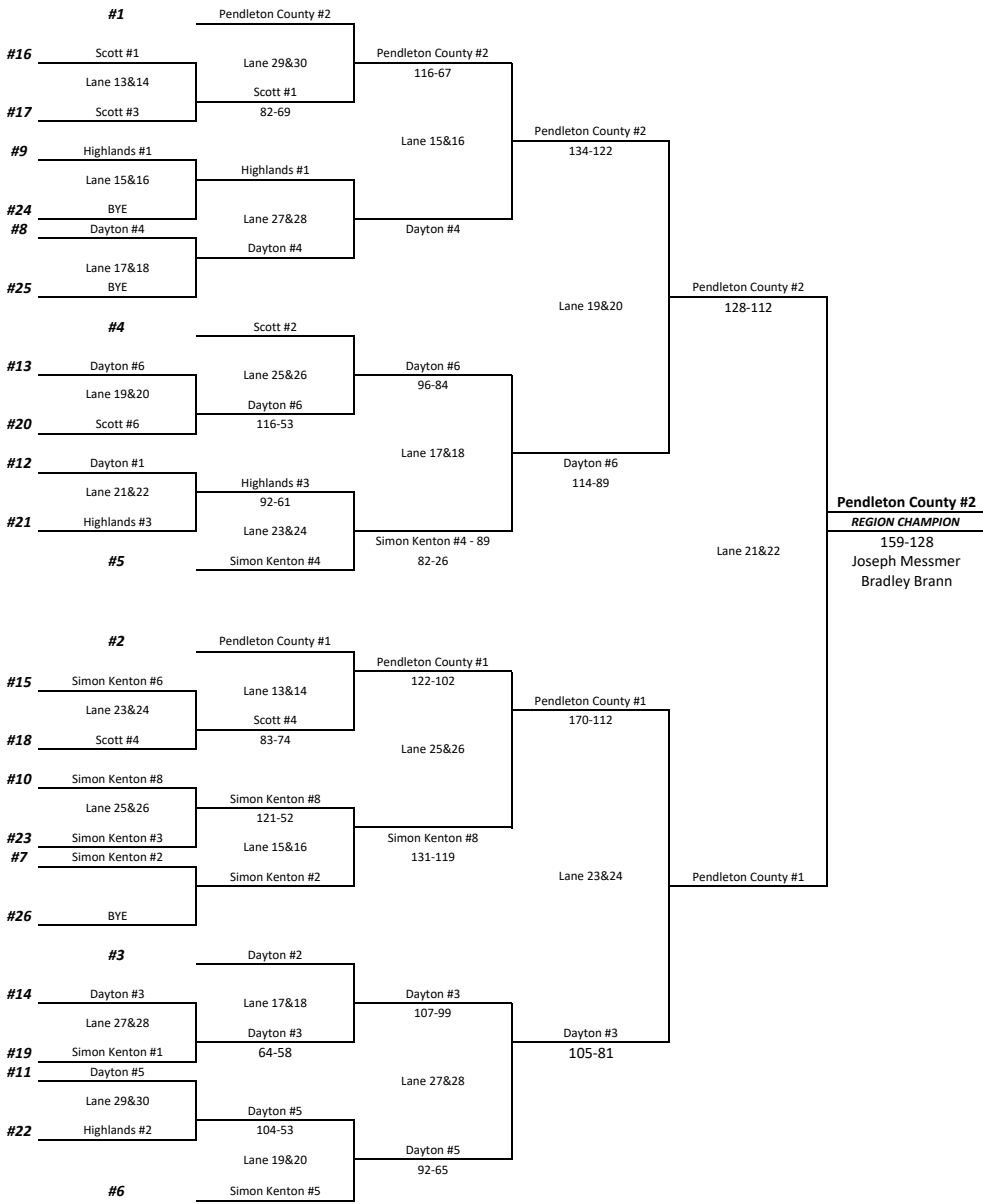 #1
Pendleton County #2
#16
Scott #1
Pendleton County #2
Lane 29&30
116-67
Lane 13&14
Scott #1
#17
Scott #3
82-69
Pendleton County #2
Lane 15&16
134-122
#9
Highlands #1
Lane 15&16
Highlands #1
#24
BYE
Lane 27&28
Dayton #4
#8
Dayton #4
Dayton #4
Lane 17&18
#25
BYE
Pendleton County #2
Lane 19&20
128-112
#4
Scott #2
#13
Dayton #6
Dayton #6
Lane 25&26
96-84
Lane 19&20
Dayton #6
#20
Scott #6
116-53
Lane 17&18
#12
Dayton #1
Dayton #6
114-89
Lane 21&22
Highlands #3
92-61
#21
Highlands #3
Lane 23&24
Simon Kenton #4 - 89
82-26
#5
Simon Kenton #4
Lane 21&22
Pendleton County #2
REGION CHAMPION
159-128
Joseph Messmer
Bradley Brann
#2
Pendleton County #1
Pendleton County #1
#15
Simon Kenton #6
122-102
Lane 13&14
Pendleton County #1
Lane 23&24
170-112
Scott #4
#18
Scott #4
83-74
Lane 25&26
#10
Simon Kenton #8
Simon Kenton #8
Lane 25&26
121-52
#23
Simon Kenton #3
Lane 15&16
Simon Kenton #8
131-119
#7
Simon Kenton #2
Simon Kenton #2
Lane 23&24
Pendleton County #1
#26
BYE
#3
Dayton #2
#14
Dayton #3
Lane 17&18
Dayton #3
107-99
Lane 27&28
Dayton #3
Dayton #3
#19
Simon Kenton #1
64-58
105-81
#11
Dayton #5
Lane 27&28
Lane 29&30
Dayton #5
#22
Highlands #2
104-53
Dayton #5
Lane 19&20
92-65
#6
Simon Kenton #5